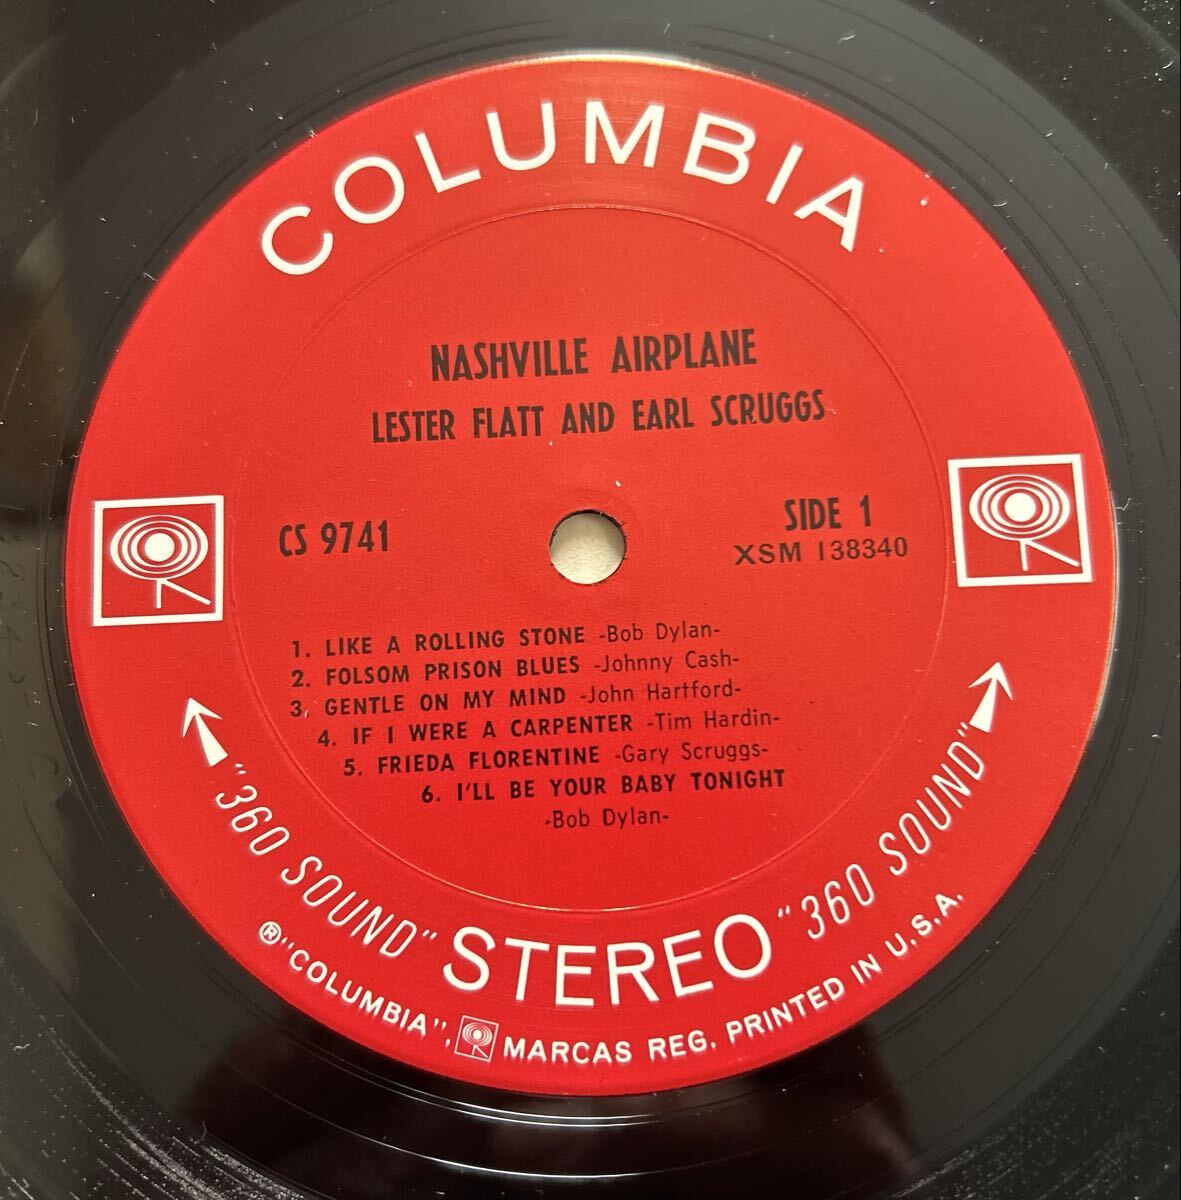 COLUMBIA
NASHVILLE AIRPLANE
LESTER FLATT AND EARL SCRUGGS
CS 9741
SIDE 1
XSM 138340
1. LIKE A ROLLING STONE -Bob Dylan-
2. FOLSOM PRISON BLUES -Johnny Cash-
3. GENTLE ON MY MIND -John Hartford-
4. IF I WERE A CARPENTER -Tim Hardin-
5. FRIEDA FLORENTINE -Gary Scruggs-
6. I'LL BE YOUR BABY TONIGHT
-Bob Dylan-
"360 SOUND" STEREO "360 SOUND"
®"COLUMBIA", MARCAS REG. PRINTED IN U.S.A.